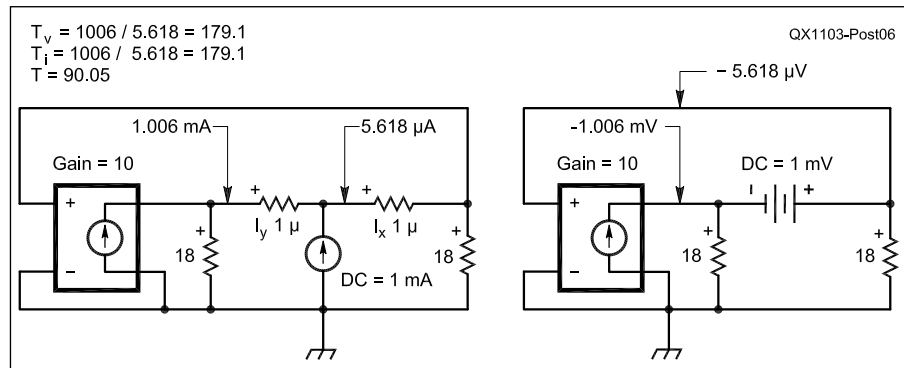 T_v = 1006 / 5.618 = 179.1
T_i = 1006 / 5.618 = 179.1
T = 90.05
QX1103-Post06
1.006 mA
5.618 µA
Gain = 10
+
+
+
+
+
−
I_y 1 µ
I_x 1 µ
18
18
DC = 1 mA
− 5.618 µV
-1.006 mV
Gain = 10
DC = 1 mV
+
−
+
-
+
+
18
18